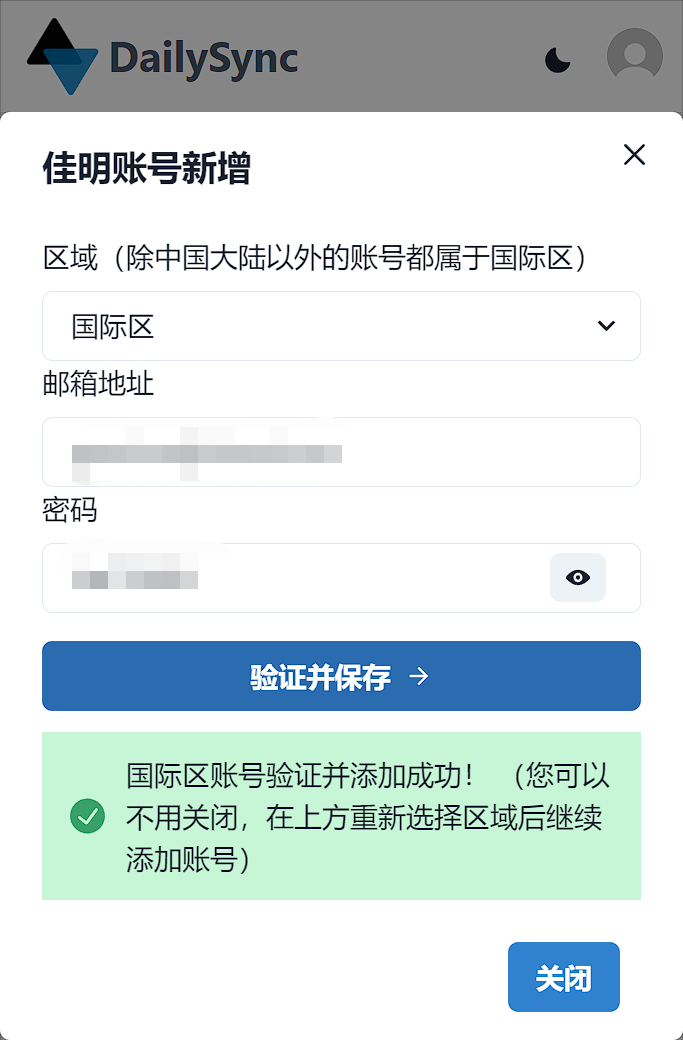 DailySync
佳明账号新增
区域（除中国大陆以外的账号都属于国际区）
国际区
邮箱地址
密码
验证并保存 →
国际区账号验证并添加成功！ （您可以
不用关闭，在上方重新选择区域后继续
添加账号）
关闭